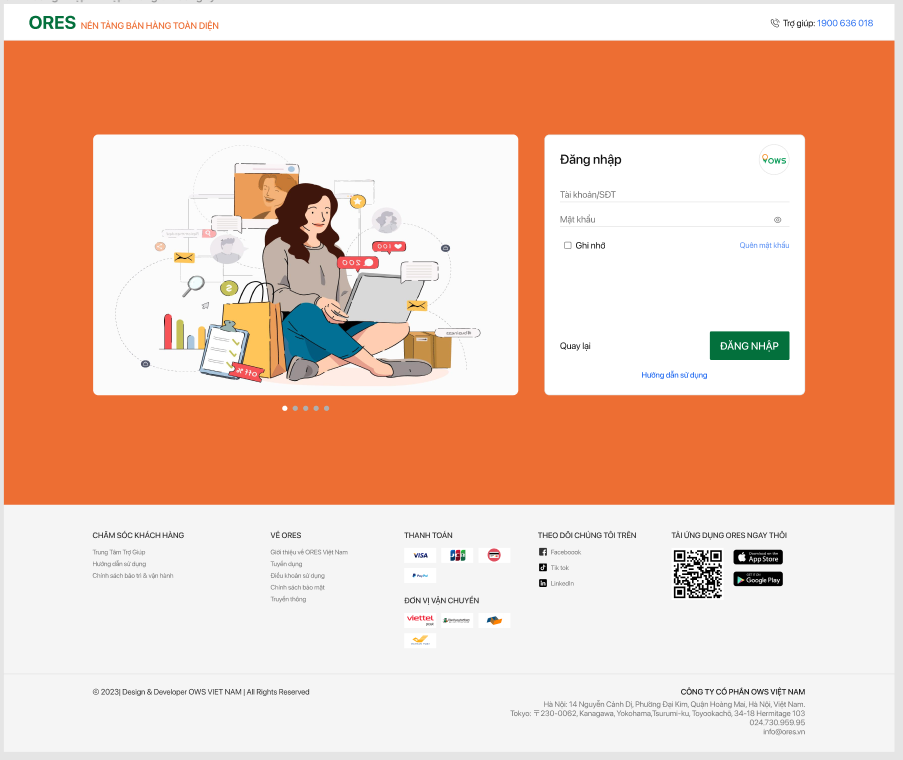 ORES NỀN TẢNG BÁN HÀNG TOÀN DIỆN
Trợ giúp: 1900 636 018
Đăng nhập
OWS
Tài khoản/SĐT
Mật khẩu
Ghi nhớ
Quên mật khẩu
Quay lại
ĐĂNG NHẬP
Hướng dẫn sử dụng
CHĂM SÓC KHÁCH HÀNG
Trung Tâm Trợ Giúp
Hướng dẫn sử dụng
Chính sách bảo trì & vận hành
VỀ ORES
Giới thiệu về ORES Việt Nam
Tuyển dụng
Điều khoản sử dụng
Chính sách bảo mật
Truyền thông
THANH TOÁN
VISA
JCB
PayPal
ĐƠN VỊ VẬN CHUYỂN
viettel
post
THEO DÕI CHÚNG TÔI TRÊN
Faceboook
Tik tok
LinkedIn
TẢI ỨNG DỤNG ORES NGAY THÔI
Download on the
App Store
GET IT ON
Google Play
© 2023| Design & Developer OWS VIET NAM | All Rights Reserved
CÔNG TY CỔ PHẦN OWS VIỆT NAM
Hà Nội: 14 Nguyễn Cảnh Dị, Phường Đại Kim, Quận Hoàng Mai, Hà Nội, Việt Nam.
Tokyo: 〒230-0062, Kanagawa, Yokohama,Tsurumi-ku, Toyookachō, 34-18 Hermitage 103
024.730.959.95
info@ores.vn